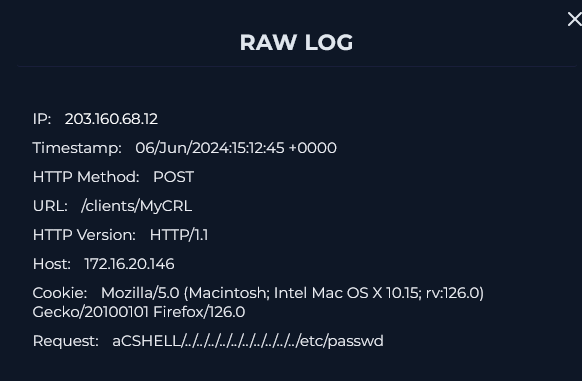 RAW LOG
IP: 203.160.68.12
Timestamp: 06/Jun/2024:15:12:45 +0000
HTTP Method: POST
URL: /clients/MyCRL
HTTP Version: HTTP/1.1
Host: 172.16.20.146
Cookie: Mozilla/5.0 (Macintosh; Intel Mac OS X 10.15; rv:126.0)
Gecko/20100101 Firefox/126.0
Request: aCSHELL/../../../../../../../../../../etc/passwd